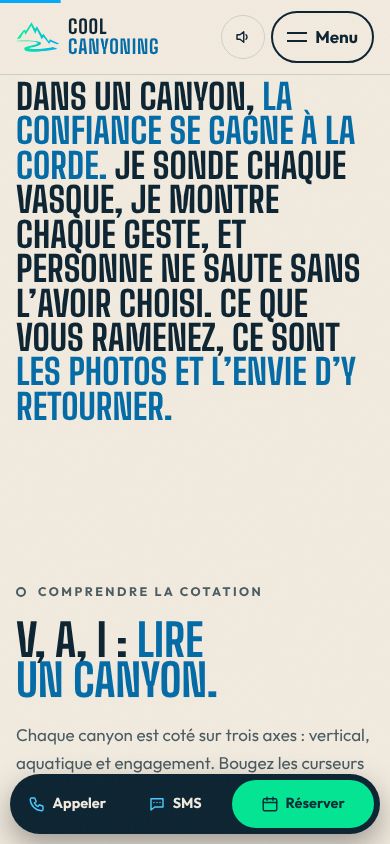 COOL
CANYONING
Menu
DANS UN CANYON, LA
CONFIANCE SE GAGNE À LA
CORDE. JE SONDE CHAQUE
VASQUE, JE MONTRE
CHAQUE GESTE, ET
PERSONNE NE SAUTE SANS
L’AVOIR CHOISI. CE QUE
VOUS RAMENEZ, CE SONT
LES PHOTOS ET L’ENVIE D’Y
RETOURNER.
COMPRENDRE LA COTATION
V, A, I : LIRE
UN CANYON.
Chaque canyon est coté sur trois axes : vertical,
aquatique et engagement. Bougez les curseurs
Appeler
SMS
Réserver